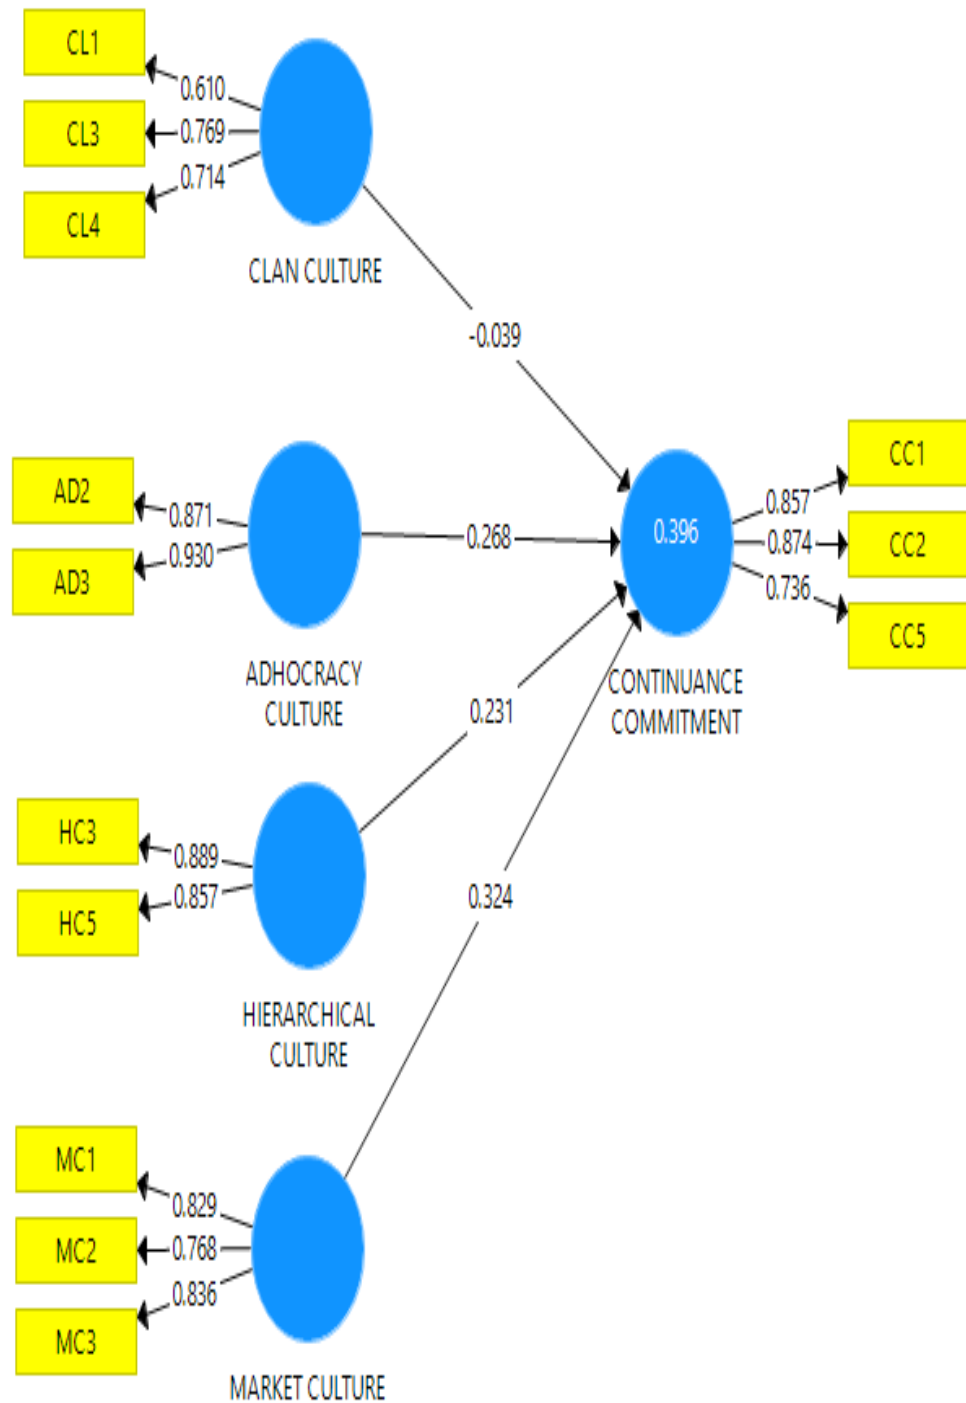 CL1
0.610
CL3
0.769
0.714
CL4
CLAN CULTURE
-0.039
AD2
0.871
AD3
0.930
ADHOCRACY
CULTURE
0.268
0.396
CONTINUANCE
COMMITMENT
CC1
0.857
CC2
0.874
0.736
CC5
0.231
HC3
0.889
HC5
0.857
HIERARCHICAL
CULTURE
0.324
MC1
0.829
MC2
0.768
0.836
MC3
MARKET CULTURE